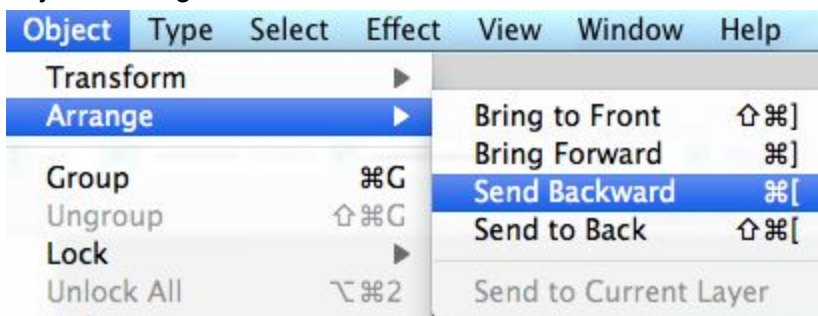 Object Type Select Effect View Window Help
Transform ▶
Arrange ▶
Bring to Front ⇧⌘]
Bring Forward ⌘]
Group ⌘G
Send Backward ⌘[
Ungroup ⇧⌘G
Send to Back ⇧⌘[
Lock ▶
Unlock All ⌥⌘2
Send to Current Layer